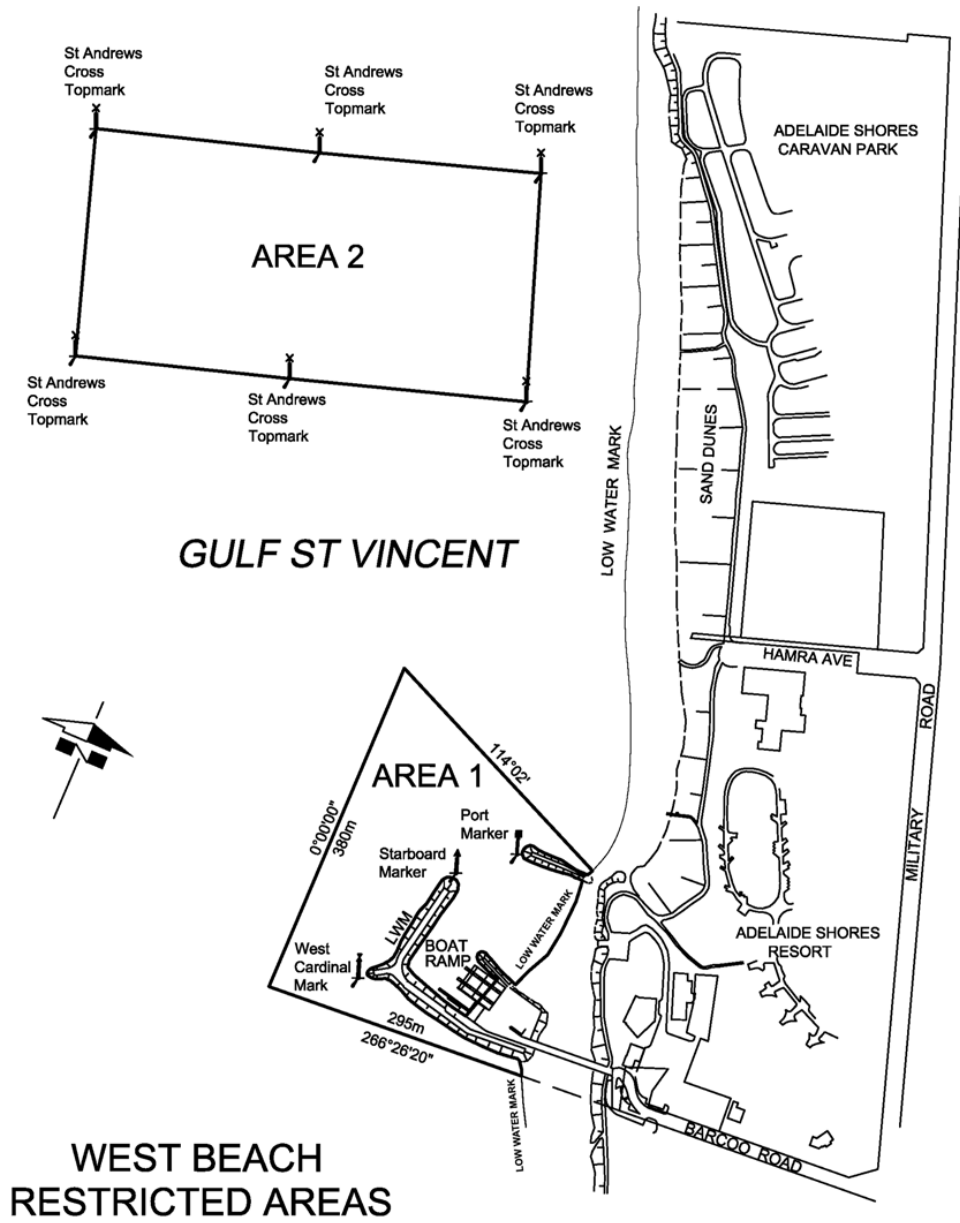 St Andrews
Cross
Topmark
St Andrews
Cross
Topmark
St Andrews
Cross
Topmark
ADELAIDE SHORES
CARAVAN PARK
AREA 2
St Andrews
Cross
Topmark
St Andrews
Cross
Topmark
St Andrews
Cross
Topmark
SAND DUNES
LOW WATER MARK
GULF ST VINCENT
HAMRA AVE
MILITARY ROAD
114°02'
AREA 1
0°00'00"
380m
Port
Marker
Starboard
Marker
LWM
LOW WATER MARK
BOAT
RAMP
West
Cardinal
Mark
ADELAIDE SHORES
RESORT
295m
266°26'20"
LOW WATER MARK
BARCOO ROAD
WEST BEACH
RESTRICTED AREAS